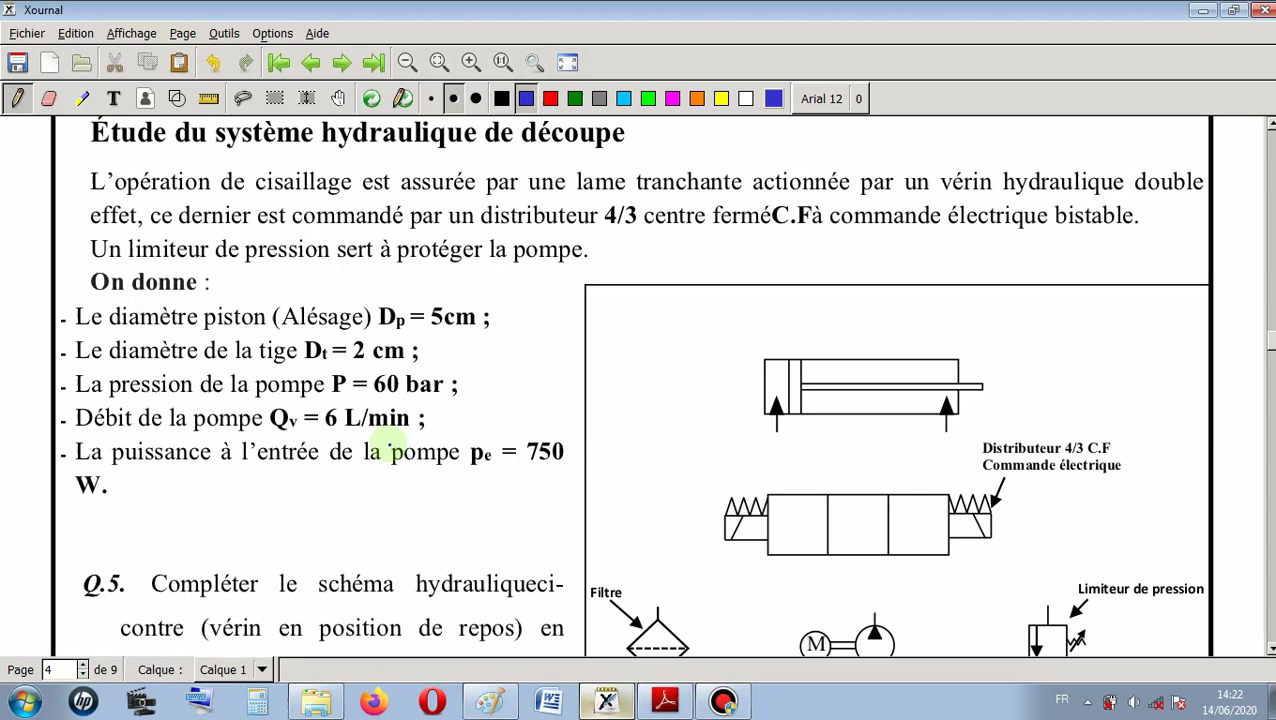 Xournal
Fichier Edition Affichage Page Outils Options Aide
Arial 12 0
Étude du système hydraulique de découpe
L'opération de cisaillage est assurée par une lame tranchante actionnée par un vérin hydraulique double
effet, ce dernier est commandé par un distributeur 4/3 centre ferméC.Fà commande électrique bistable.
Un limiteur de pression sert à protéger la pompe.
On donne :
- Le diamètre piston (Alésage) Dp = 5cm ;
- Le diamètre de la tige Dt = 2 cm ;
- La pression de la pompe P = 60 bar ;
- Débit de la pompe Qv = 6 L/min ;
- La puissance à l'entrée de la pompe pe = 750
W.
Distributeur 4/3 C.F
Commande électrique
Q.5. Compléter le schéma hydrauliqueci-
contre (vérin en position de repos) en
Filtre
Limiteur de pression
M
Page 4 de 9 Calque : Calque 1
FR
14:22
14/06/2020